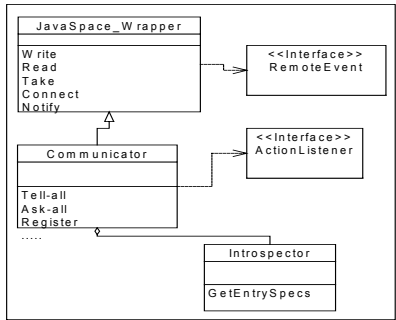 JavaSpace_Wrapper
Write
Read
Take
Connect
Notify
<<Interface>>
RemoteEvent
Communicator
Tell-all
Ask-all
Register
.....
<<Interface>>
ActionListener
Introspector
GetEntrySpecs